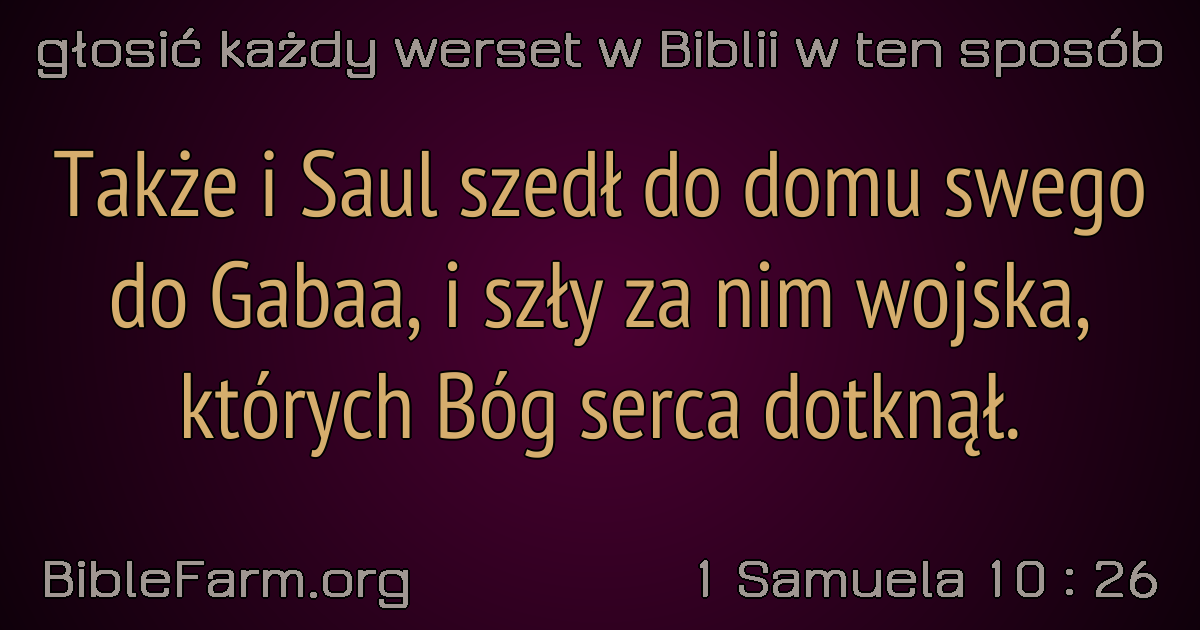 głosić każdy werset w Biblii w ten sposób
Także i Saul szedł do domu swego
do Gabaa, i szły za nim wojska,
których Bóg serca dotknął.
BibleFarm.org
1 Samuela 10 : 26